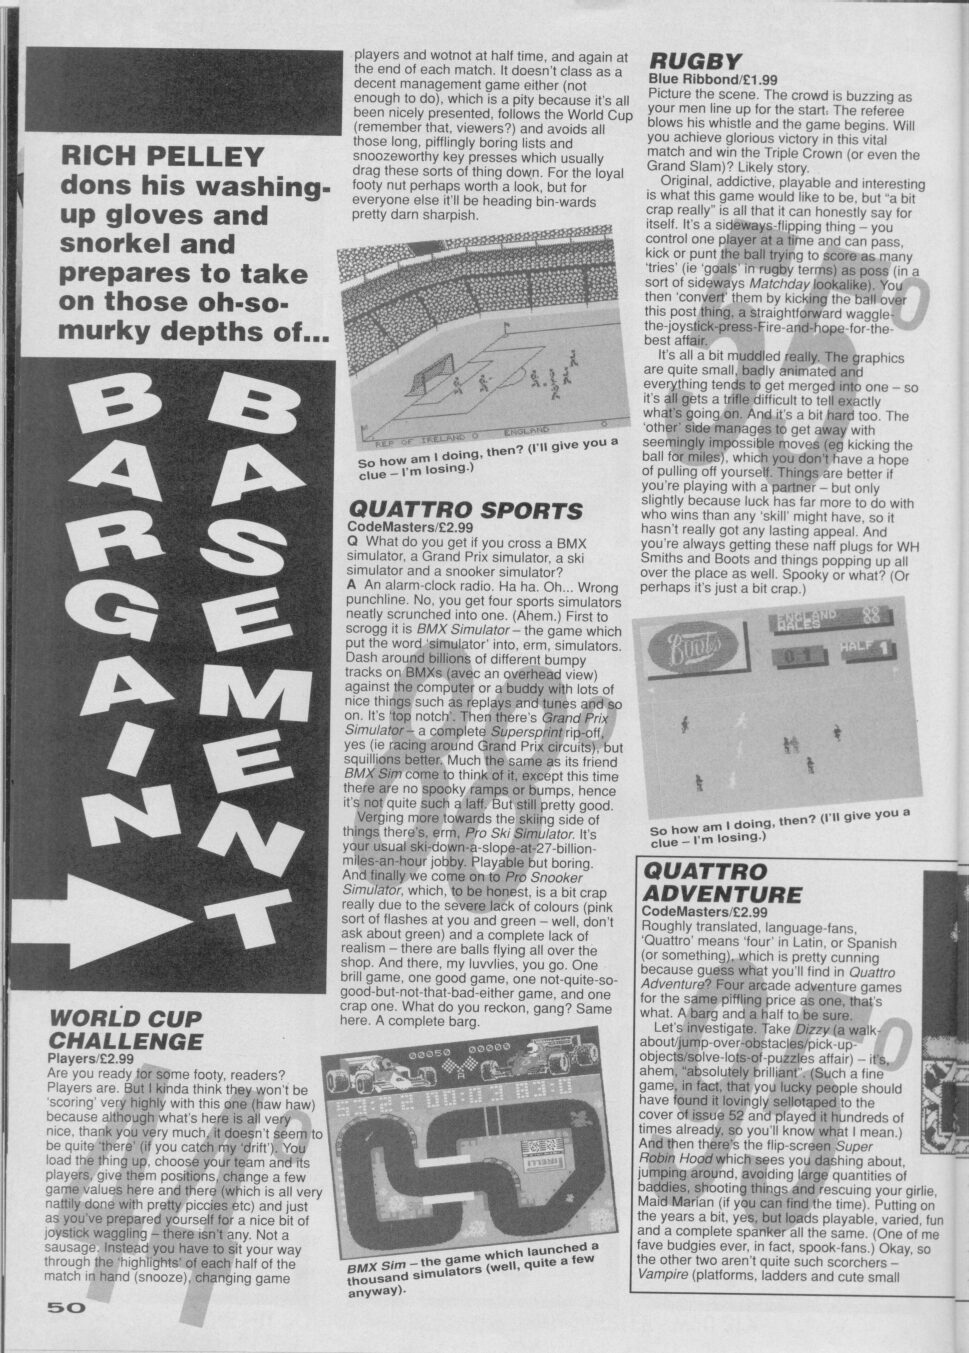 RICH PELLEY
dons his washing-
up gloves and
snorkel and
prepares to take
on those oh-so-
murky depths of...
BARGAIN
BASEMENT
WORLD CUP
CHALLENGE
Players/£2.99
Are you ready for some footy, readers?
Players are. But I kinda think they won't be
'scoring' very highly with this one (haw haw)
because although what's here is all very
nice, thank you very much, it doesn't seem to
be quite 'there' (if you catch my 'drift'). You
load the thing up, choose your team and its
players, give them positions, change a few
game values here and there (which is all very
nattily done with pretty piccies etc) and just
as you've prepared yourself for a nice bit of
joystick waggling – there isn't any. Not a
sausage. Instead you have to sit your way
through the 'highlights' of each half of the
match in hand (snooze), changing game
50
players and wotnot at half time, and again at
the end of each match. It doesn't class as a
decent management game either (not
enough to do), which is a pity because it's all
been nicely presented, follows the World Cup
(remember that, viewers?) and avoids all
those long, pifflingly boring lists and
snoozeworthy key presses which usually
drag these sorts of thing down. For the loyal
footy nut perhaps worth a look, but for
everyone else it'll be heading bin-wards
pretty darn sharpish.
REP OF IRELAND 0 ENGLAND 0
So how am I doing, then? (I'll give you a
clue – I'm losing.)
QUATTRO SPORTS
CodeMasters/£2.99
Q What do you get if you cross a BMX
simulator, a Grand Prix simulator, a ski
simulator and a snooker simulator?
A An alarm-clock radio. Ha ha. Oh... Wrong
punchline. No, you get four sports simulators
neatly scrunched into one. (Ahem.) First to
scrogg it is BMX Simulator – the game which
put the word 'simulator' into, erm, simulators.
Dash around billions of different bumpy
tracks on BMXs (avec an overhead view)
against the computer or a buddy with lots of
nice things such as replays and tunes and so
on. It's 'top notch'. Then there's Grand Prix
Simulator – a complete Supersprint rip-off,
yes (ie racing around Grand Prix circuits), but
squillions better. Much the same as its friend
BMX Sim come to think of it, except this time
there are no spooky ramps or bumps, hence
it's not quite such a laff. But still pretty good.
Verging more towards the skiing side of
things there's, erm, Pro Ski Simulator. It's
your usual ski-down-a-slope-at-27-billion-
miles-an-hour jobby. Playable but boring.
And finally we come on to Pro Snooker
Simulator, which, to be honest, is a bit crap
really due to the severe lack of colours (pink
sort of flashes at you and green – well, don't
ask about green) and a complete lack of
realism – there are balls flying all over the
shop. And there, my luvvlies, you go. One
brill game, one good game, one not-quite-so-
good-but-not-that-bad-either game, and one
crap one. What do you reckon, gang? Same
here. A complete barg.
00050 00000
PIRELLI
BMX Sim – the game which launched a
thousand simulators (well, quite a few
anyway).
RUGBY
Blue Ribbond/£1.99
Picture the scene. The crowd is buzzing as
your men line up for the start. The referee
blows his whistle and the game begins. Will
you achieve glorious victory in this vital
match and win the Triple Crown (or even the
Grand Slam)? Likely story.
Original, addictive, playable and interesting
is what this game would like to be, but "a bit
crap really" is all that it can honestly say for
itself. It's a sideways-flipping thing – you
control one player at a time and can pass,
kick or punt the ball trying to score as many
'tries' (ie 'goals' in rugby terms) as poss (in a
sort of sideways Matchday lookalike). You
then 'convert' them by kicking the ball over
this post thing, a straightforward waggle-
the-joystick-press-Fire-and-hope-for-the-
best affair.
It's all a bit muddled really. The graphics
are quite small, badly animated and
everything tends to get merged into one – so
it's all gets a trifle difficult to tell exactly
what's going on. And it's a bit hard too. The
'other' side manages to get away with
seemingly impossible moves (eg kicking the
ball for miles), which you don't have a hope
of pulling off yourself. Things are better if
you're playing with a partner – but only
slightly because luck has far more to do with
who wins than any 'skill' might have, so it
hasn't really got any lasting appeal. And
you're always getting these naff plugs for WH
Smiths and Boots and things popping up all
over the place as well. Spooky or what? (Or
perhaps it's just a bit crap.)
55°
Boots
ENGLAND
WALES
HALF 1
So how am I doing, then? (I'll give you a
clue – I'm losing.)
QUATTRO
ADVENTURE
CodeMasters/£2.99
Roughly translated, language-fans,
'Quattro' means 'four' in Latin, or Spanish
(or something), which is pretty cunning
because guess what you'll find in Quattro
Adventure? Four arcade adventure games
for the same piffling price as one, that's
what. A barg and a half to be sure.
Let's investigate. Take Dizzy (a walk-
about/jump-over-obstacles/pick-up-
objects/solve-lots-of-puzzles affair) – it's,
ahem, "absolutely brilliant". (Such a fine
game, in fact, that you lucky people should
have found it lovingly sellotaped to the
cover of issue 52 and played it hundreds of
times already, so you'll know what I mean.)
And then there's the flip-screen Super
Robin Hood which sees you dashing about,
jumping around, avoiding large quantities of
baddies, shooting things and rescuing your girlie,
Maid Marian (if you can find the time). Putting on
the years a bit, yes, but loads playable, varied, fun
and a complete spanker all the same. (One of me
fave budgies ever, in fact, spook-fans.) Okay, so
the other two aren't quite such scorchers –
Vampire (platforms, ladders and cute small